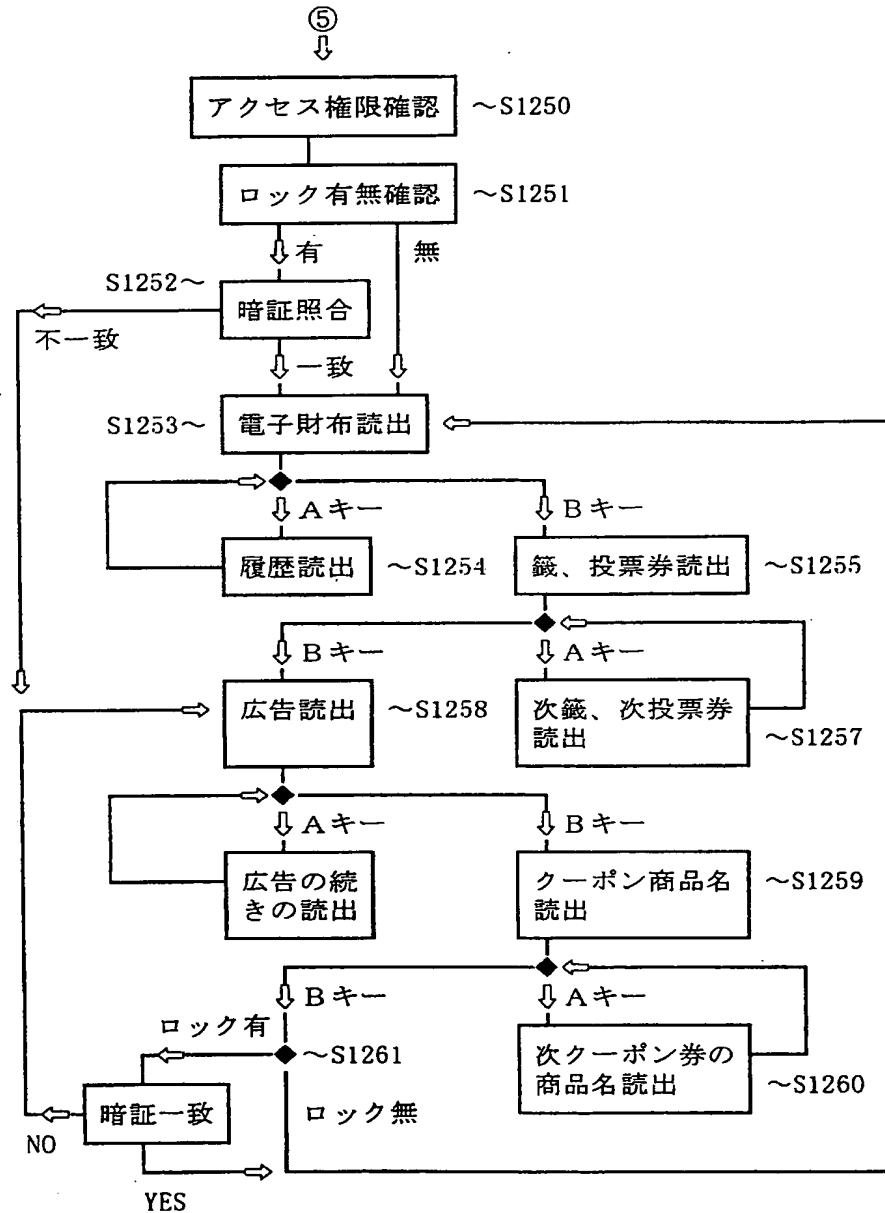 ⑤
アクセス権限確認 ～S1250
ロック有無確認 ～S1251
有 無
S1252～ 暗証照合
不一致
一致
S1253～ 電子財布読出
Aキー Bキー
履歴読出 ～S1254 籤、投票券読出 ～S1255
Bキー Aキー
広告読出 ～S1258 次籤、次投票券
読出 ～S1257
Aキー Bキー
広告の続 クーポン商品名 ～S1259
きの読出 読出
Bキー Aキー
ロック有 ～S1261 次クーポン券の
商品名読出 ～S1260
暗証一致 ロック無
NO
YES